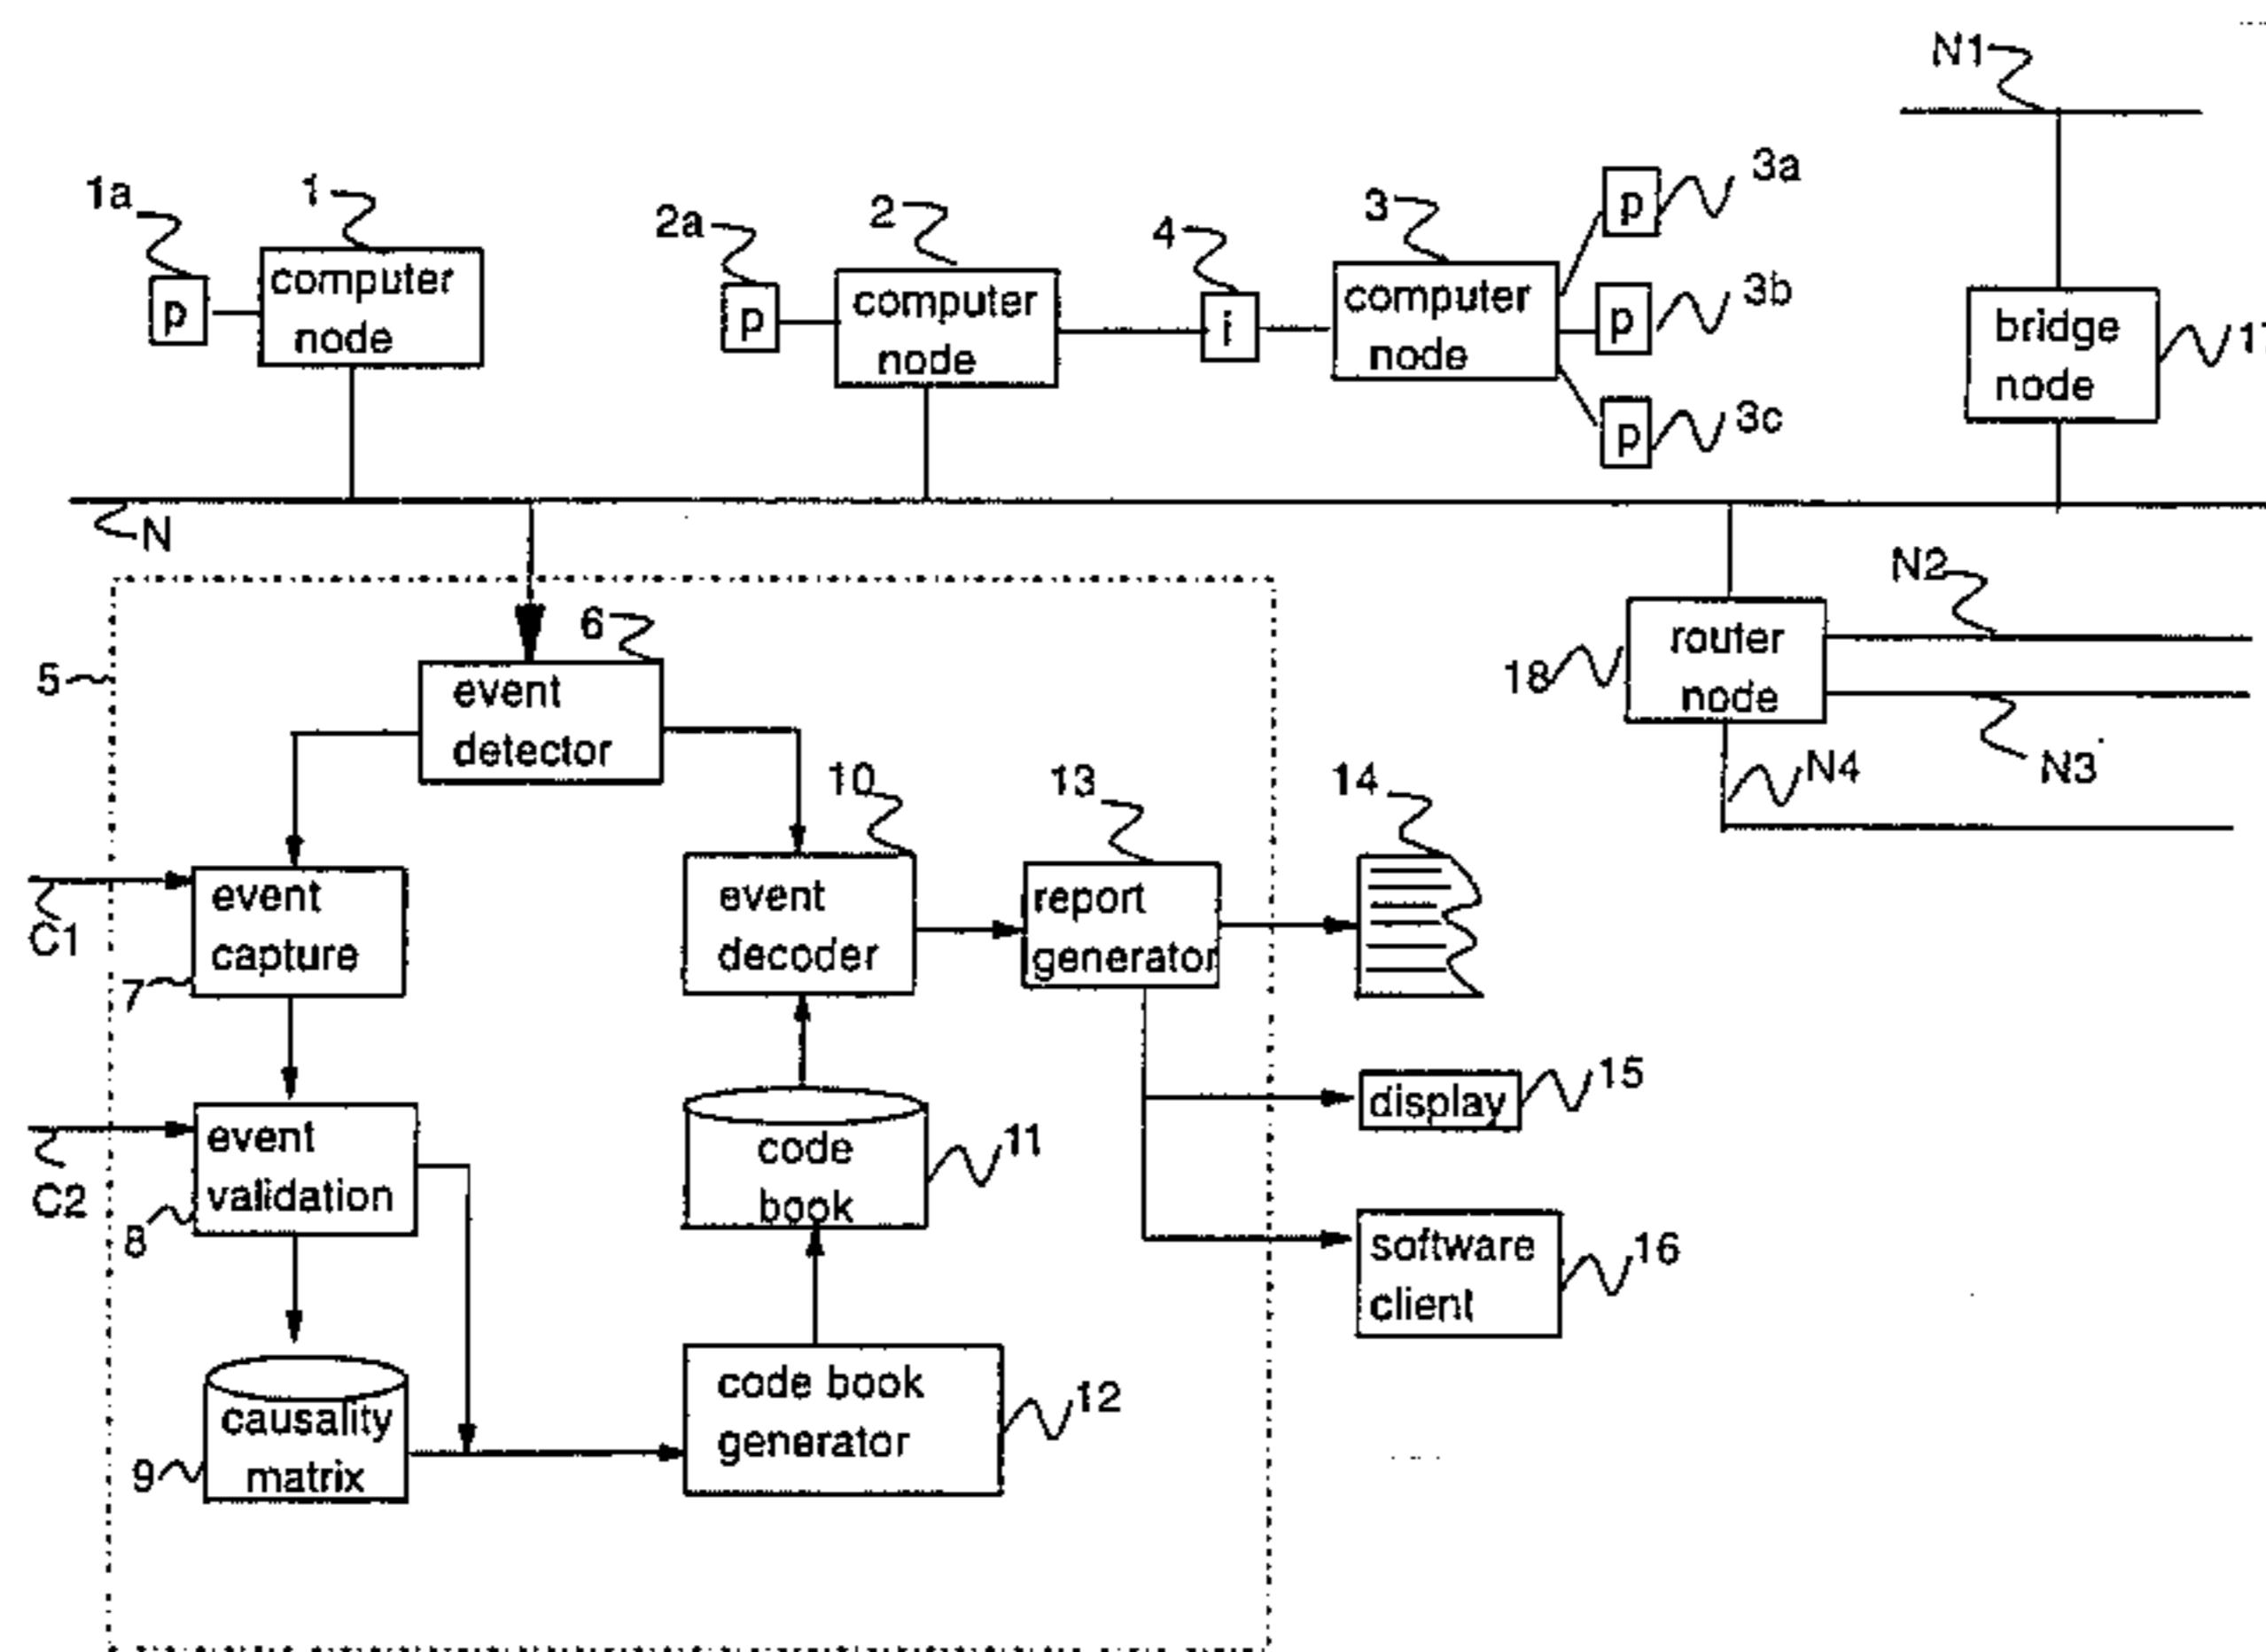 N1
1a
1
2a
2
4
3
3a
p
computer
node
p
computer
node
i
computer
node
p
p
3b
p
3c
bridge
node
N
N2
5
6
event
detector
router
node
18
N3
N4
10
13
14
C1
event
capture
7
event
decoder
report
generator
C2
event
validation
8
code
book
11
display
15
software
client
16
causality
matrix
9
code book
generator
12